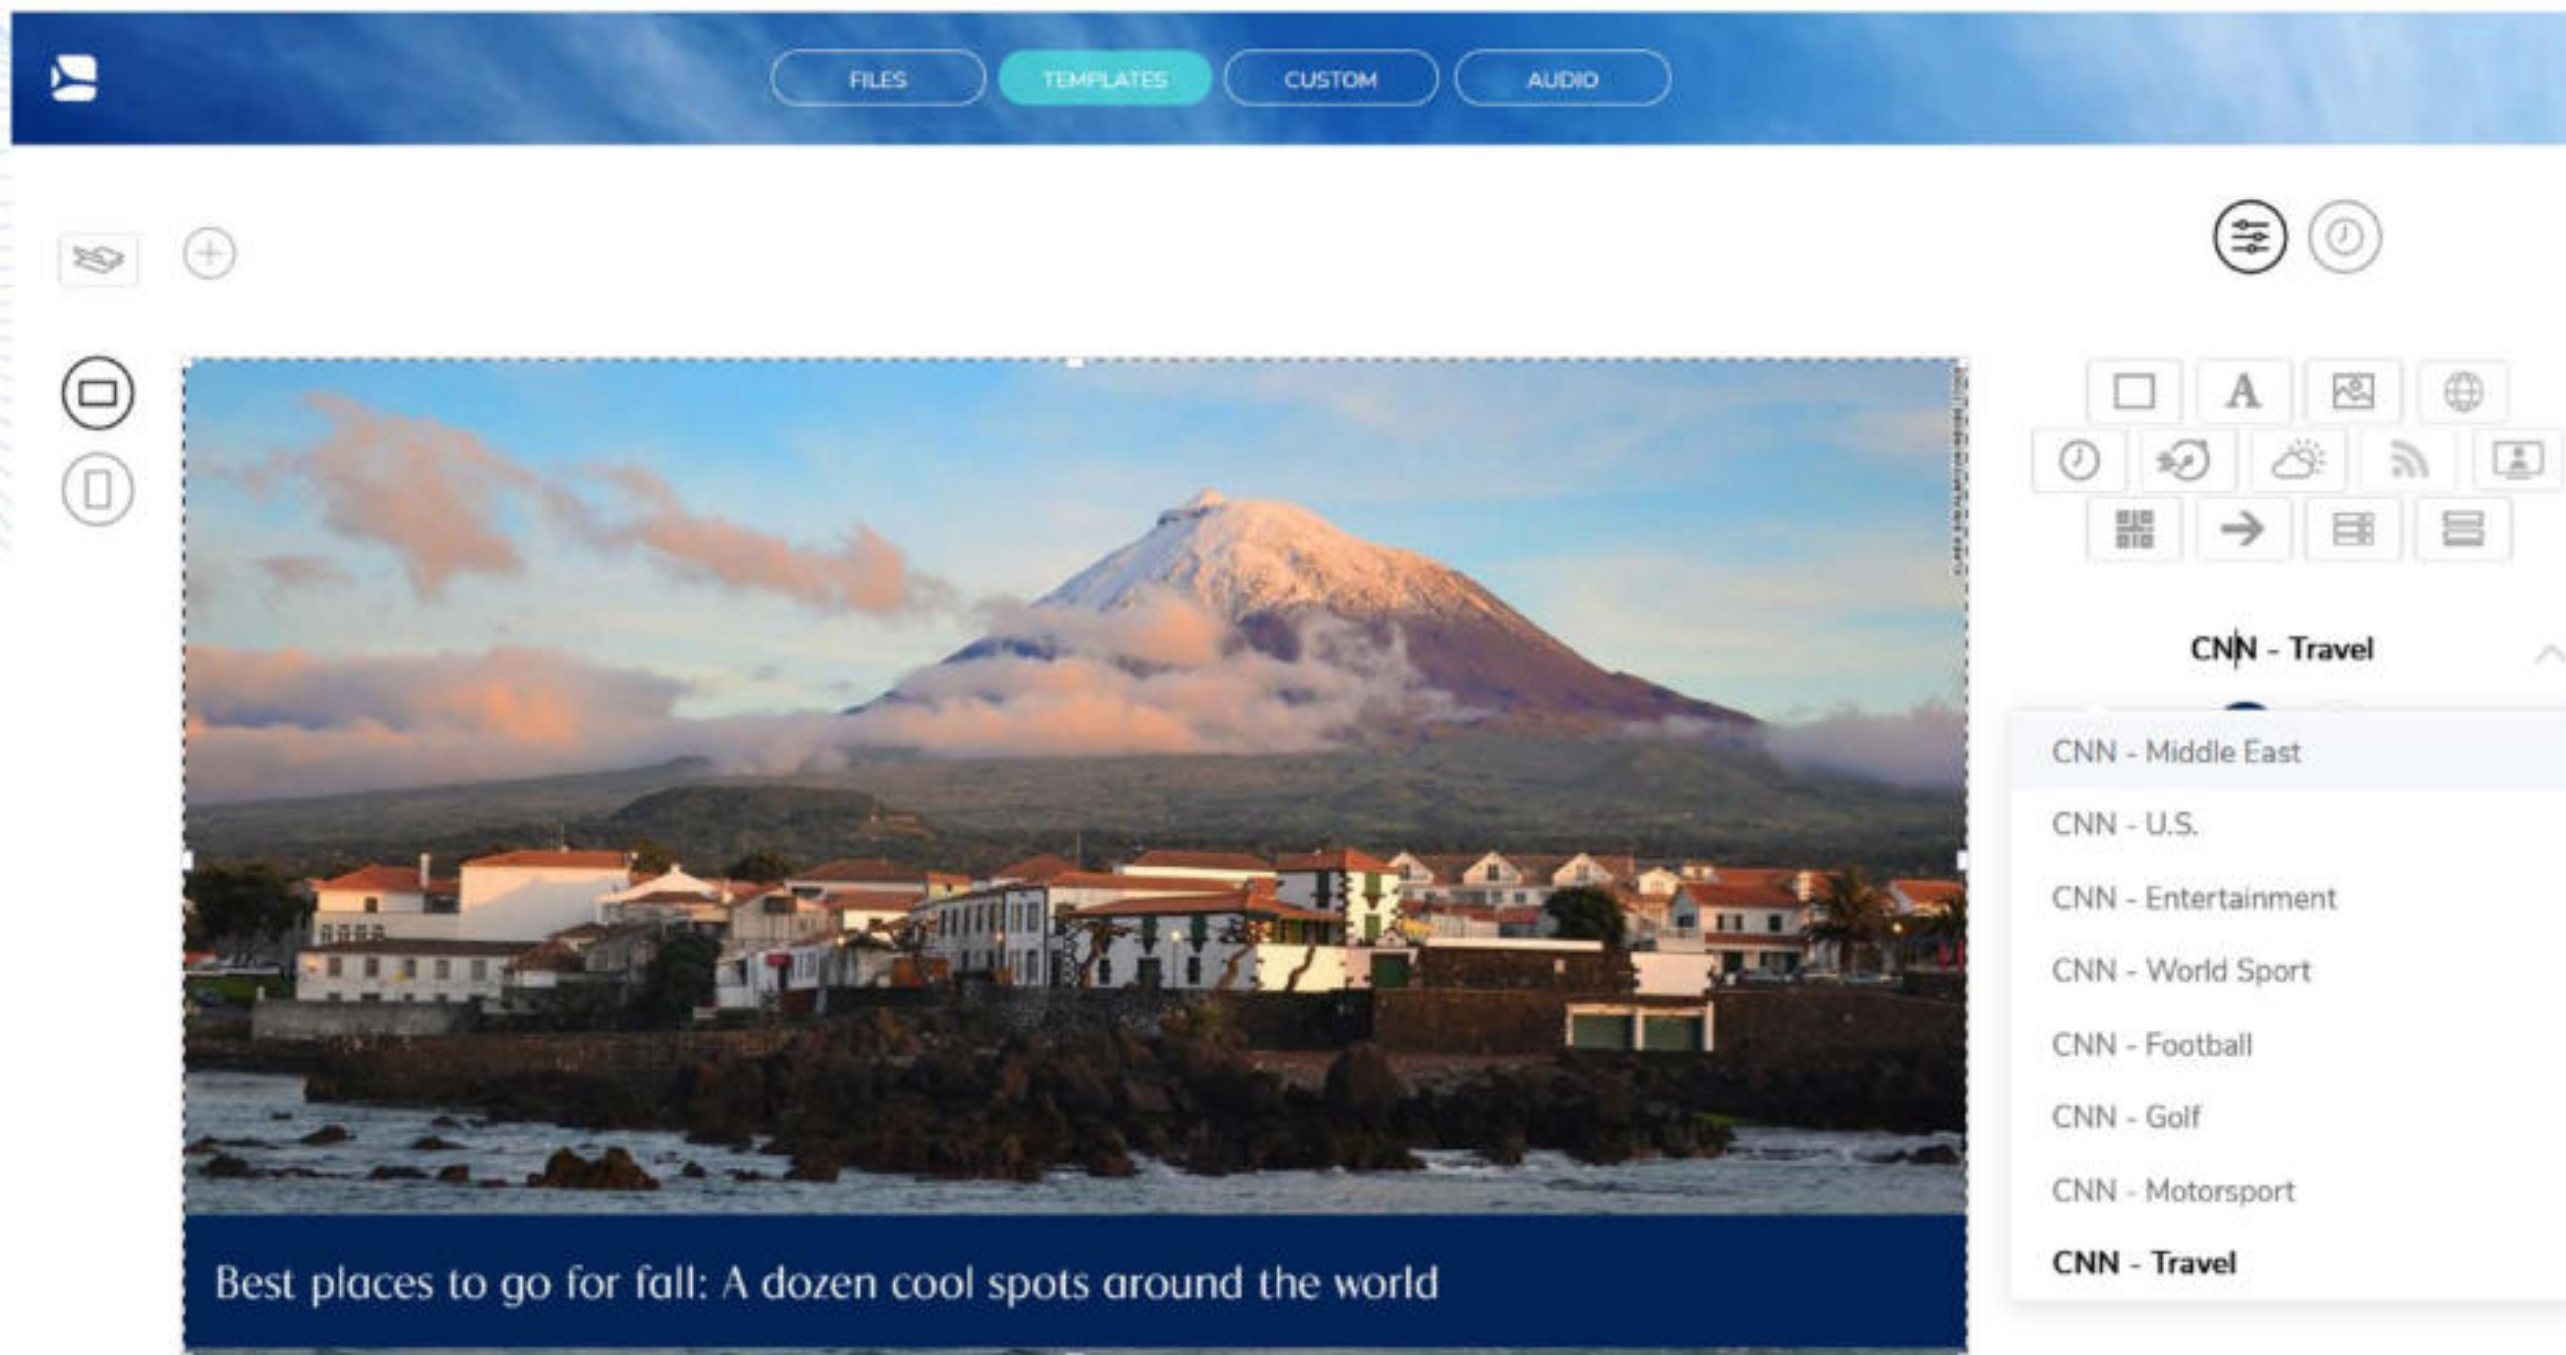 FILES
TEMPLATES
CUSTOM
AUDIO
A
CNN - Travel
CNN - Middle East
CNN - U.S.
CNN - Entertainment
CNN - World Sport
CNN - Football
CNN - Golf
CNN - Motorsport
CNN - Travel
Best places to go for fall: A dozen cool spots around the world